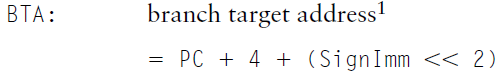 BTA: branch target address¹
= PC + 4 + (SignImm << 2)